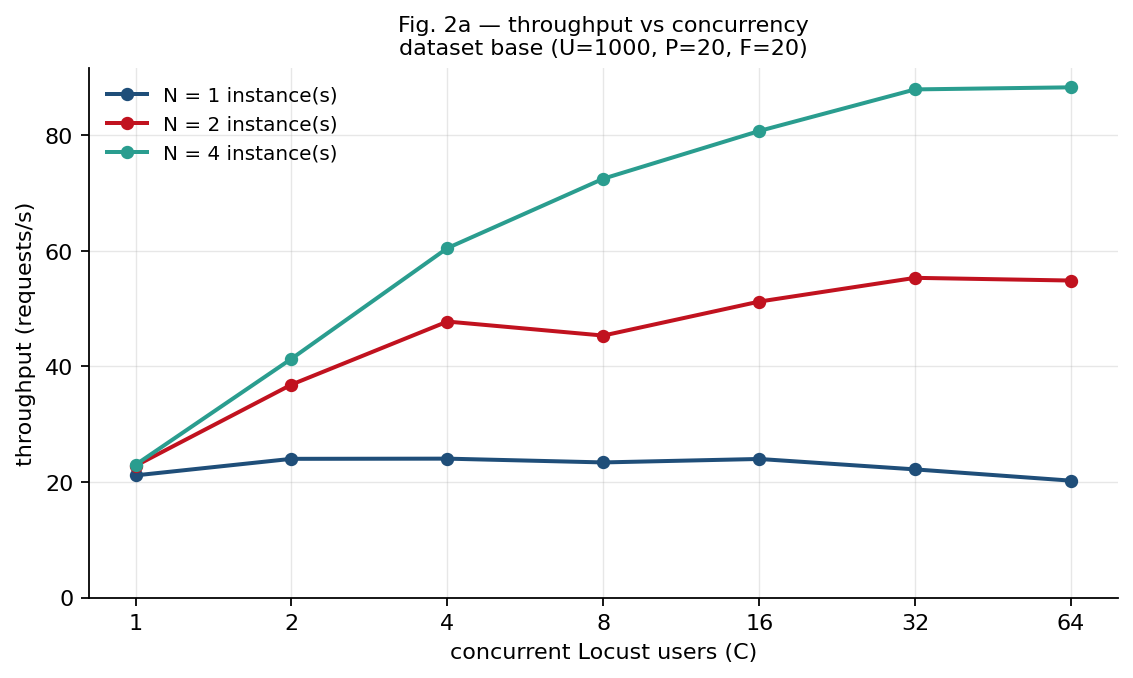 Fig. 2a — throughput vs concurrency
dataset base (U=1000, P=20, F=20)
N = 1 instance(s)
N = 2 instance(s)
N = 4 instance(s)
throughput (requests/s)
80
60
40
20
0
1 2 4 8 16 32 64
concurrent Locust users (C)